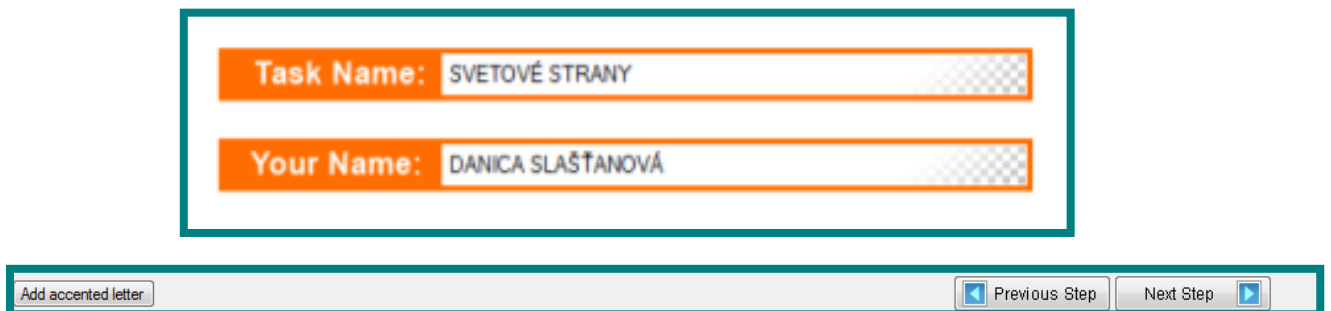 Task Name: SVETOVÉ STRANY
Your Name: DANICA SLAŠŤANOVÁ
Add accented letter Previous Step Next Step